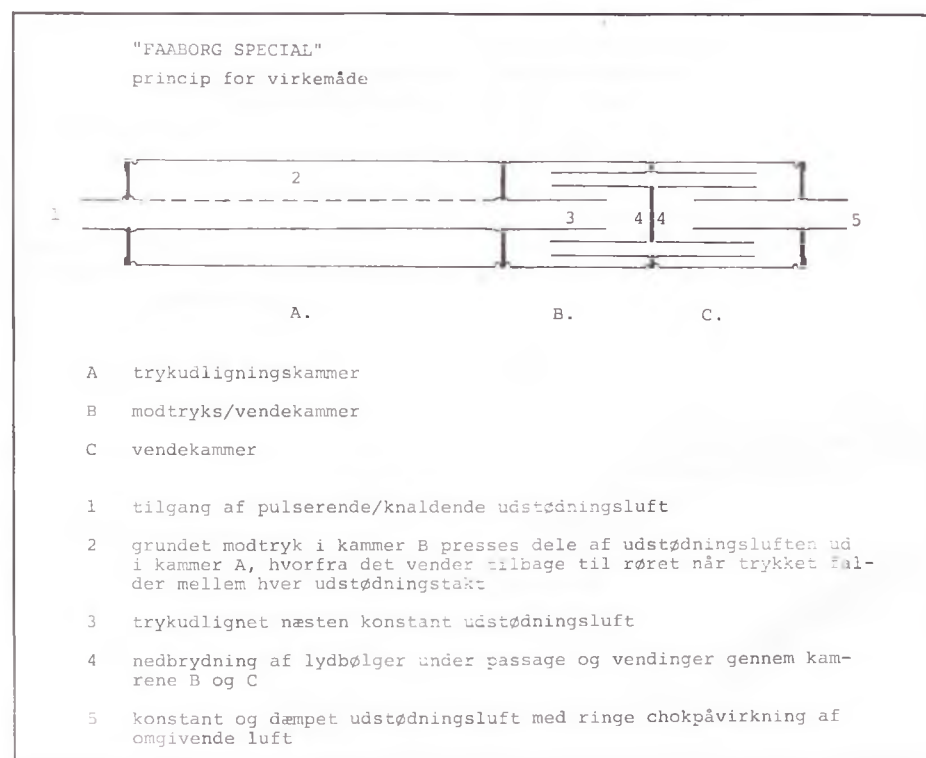 "FAABORG SPECIAL"
princip for virkemåde
2
1 3 4 4 5
A. B. C.
A trykudligningskammer
B modtryks/vendekammer
C vendekammer
1 tilgang af pulserende/knaldende udstødningsluft
2 grundet modtryk i kammer B presses dele af udstødningsluften ud
i kammer A, hvorfra det vender tilbage til røret når trykket fal-
der mellem hver udstødningstakt
3 trykudlignet næsten konstant udstødningsluft
4 nedbrydning af lydbølger under passage og vendinger gennem kam-
rene B og C
5 konstant og dæmpet udstødningsluft med ringe chokpåvirkning af
omgivende luft